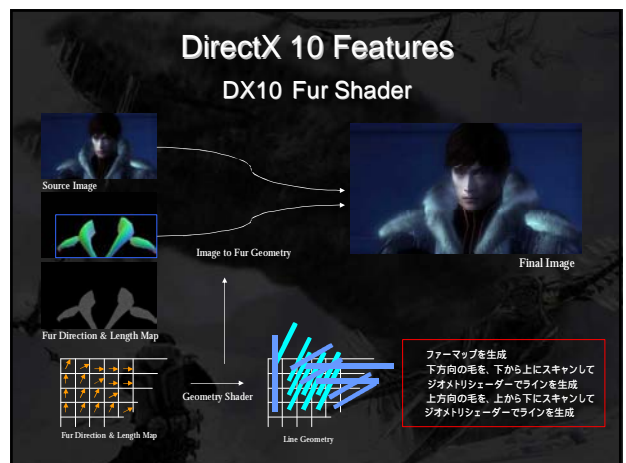 DirectX 10 Features
DX10 Fur Shader
Source Image
Image to Fur Geometry
Final Image
Fur Direction & Length Map
Geometry Shader
Fur Direction & Length Map
Line Geometry
ファーマップを生成
下方向の毛を、下から上にスキャンして
ジオメトリシェーダーでラインを生成
上方向の毛を、上から下にスキャンして
ジオメトリシェーダーでラインを生成